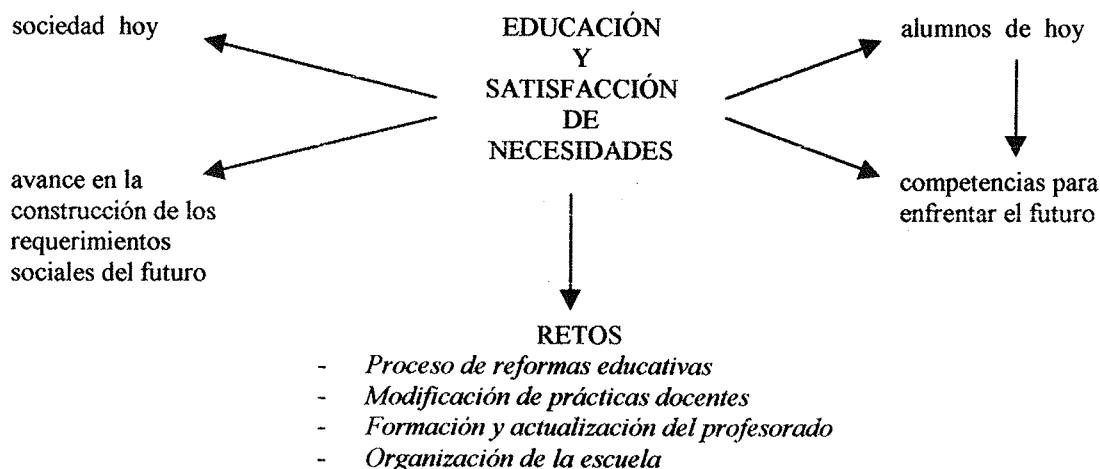 sociedad hoy
EDUCACIÓN
Y
SATISFACCIÓN
DE
NECESIDADES
alumnos de hoy
avance en la
construcción de los
requerimientos
sociales del futuro
competencias para
enfrentar el futuro
RETOS
- Proceso de reformas educativas
- Modificación de prácticas docentes
- Formación y actualización del profesorado
- Organización de la escuela